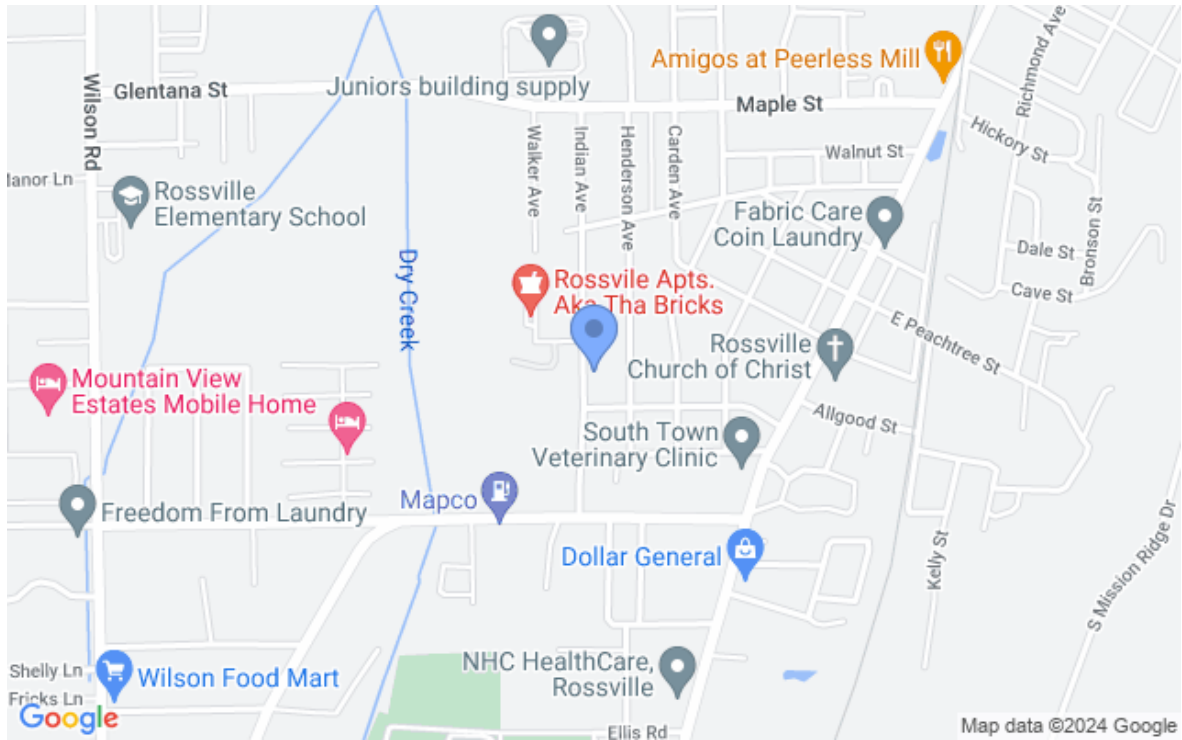 Richmond Ave
Amigos at Peerless Mill
Glentana St
Juniors building supply
Maple St
Wilson Rd
Walker Ave
Indian Ave
Henderson Ave
Carden Ave
Walnut St
Hickory St
Manor Ln
Rossville
Elementary School
Fabric Care
Coin Laundry
Bronson St
Dale St
Dry Creek
Rossvile Apts.
Aka Tha Bricks
Cave St
E Peachtree St
Rossville
Church of Christ
Mountain View
Estates Mobile Home
Allgood St
South Town
Veterinary Clinic
Mapco
Freedom From Laundry
Dollar General
Kelly St
S Mission Ridge Dr
Shelly Ln
Wilson Food Mart
NHC HealthCare,
Rossville
Fricks Ln
Google
Ellis Rd
Map data ©2024 Google